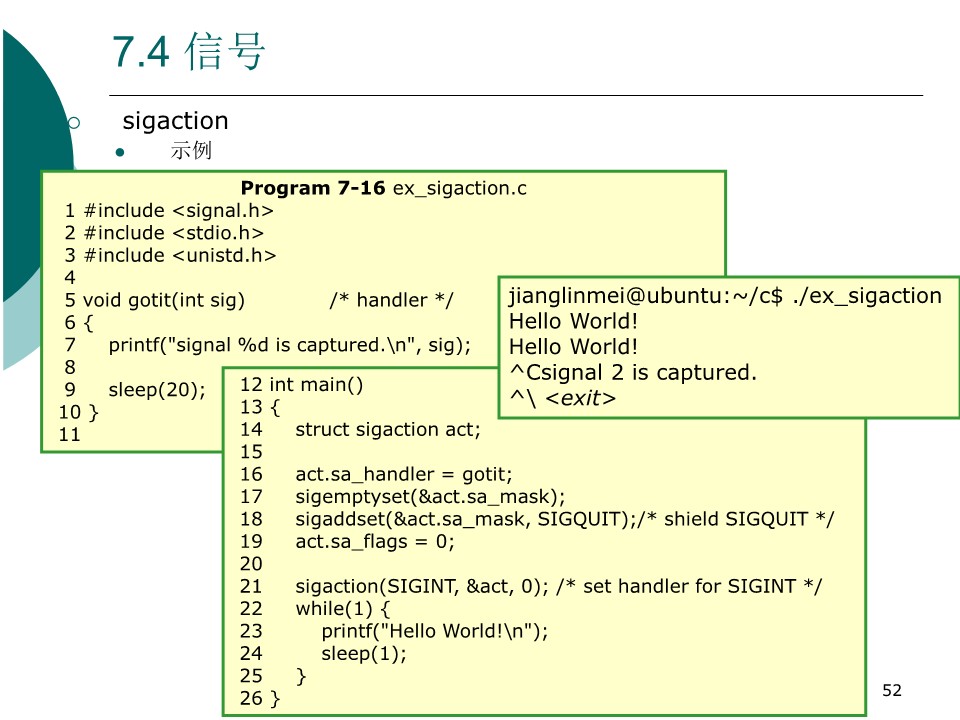 7.4 信号
sigaction
示例
Program 7-16 ex_sigaction.c
1 #include <signal.h>
2 #include <stdio.h>
3 #include <unistd.h>
4
5 void gotit(int sig) /* handler */
6 {
7 printf("signal %d is captured.\n", sig);
8
9 sleep(20);
10 }
11
jianglinmei@ubuntu:~/c$ ./ex_sigaction
Hello World!
Hello World!
^Csignal 2 is captured.
^\ <exit>
12 int main()
13 {
14 struct sigaction act;
15
16 act.sa_handler = gotit;
17 sigemptyset(&act.sa_mask);
18 sigaddset(&act.sa_mask, SIGQUIT);/* shield SIGQUIT */
19 act.sa_flags = 0;
20
21 sigaction(SIGINT, &act, 0); /* set handler for SIGINT */
22 while(1) {
23 printf("Hello World!\n");
24 sleep(1);
25 }
26 }
52